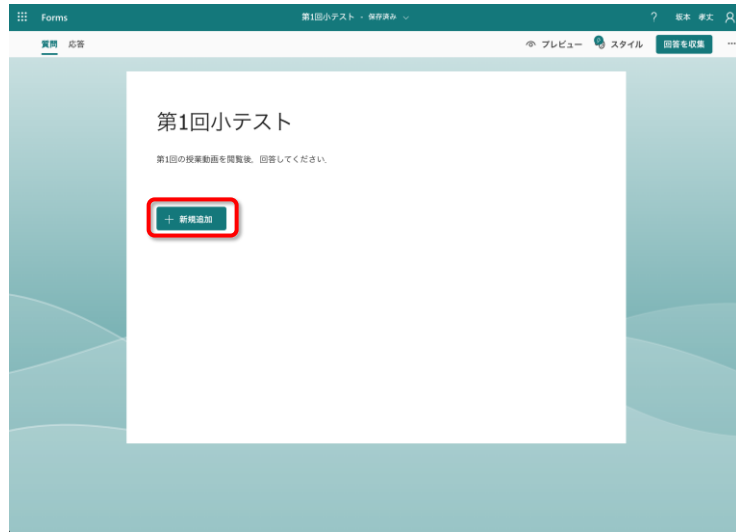 Forms
第1回小テスト ・ 保存済み
? 坂本 孝丈
質問 応答
プレビュー スタイル 回答を収集 …
第1回小テスト
第1回の授業動画を閲覧後、回答してください.
+ 新規追加